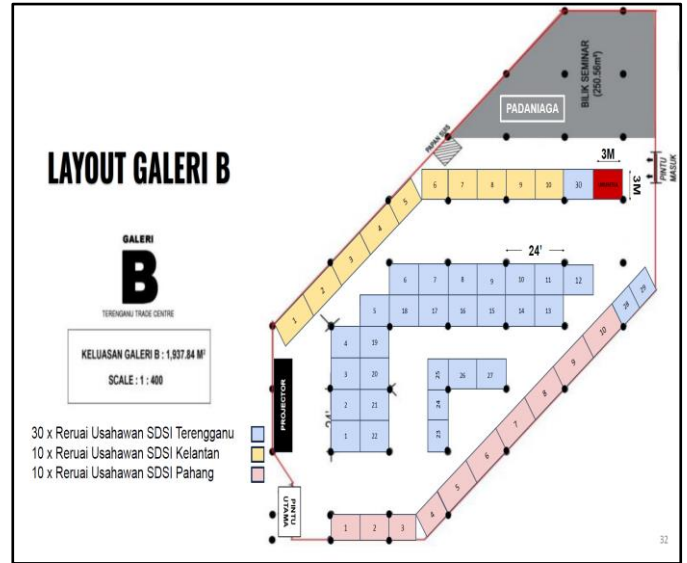 LAYOUT GALERI B
GALERI
B
TERENGANU TRADE CENTRE
KELUASAN GALERI B : 1,937.84 M²
SCALE : 1 : 400
30 x Reruai Usahawan SDSI Terengganu
10 x Reruai Usahawan SDSI Kelantan
10 x Reruai Usahawan SDSI Pahang
BILIK SEMINAR
(250.56m²)
PADANIAGA
PINTU
MASUK
3M
3M
6 7 8 9 10 30
5
4
3
2
1
24'
6 7 8 9 10 11 12
5 18 17 16 15 14 13
4 19
3 20
2 21
1 22
24'
25 26 27
24
23
29
28
10
9
8
7
6
5
4
1 2 3
PROJECTOR
PINTU
UTAMA
32